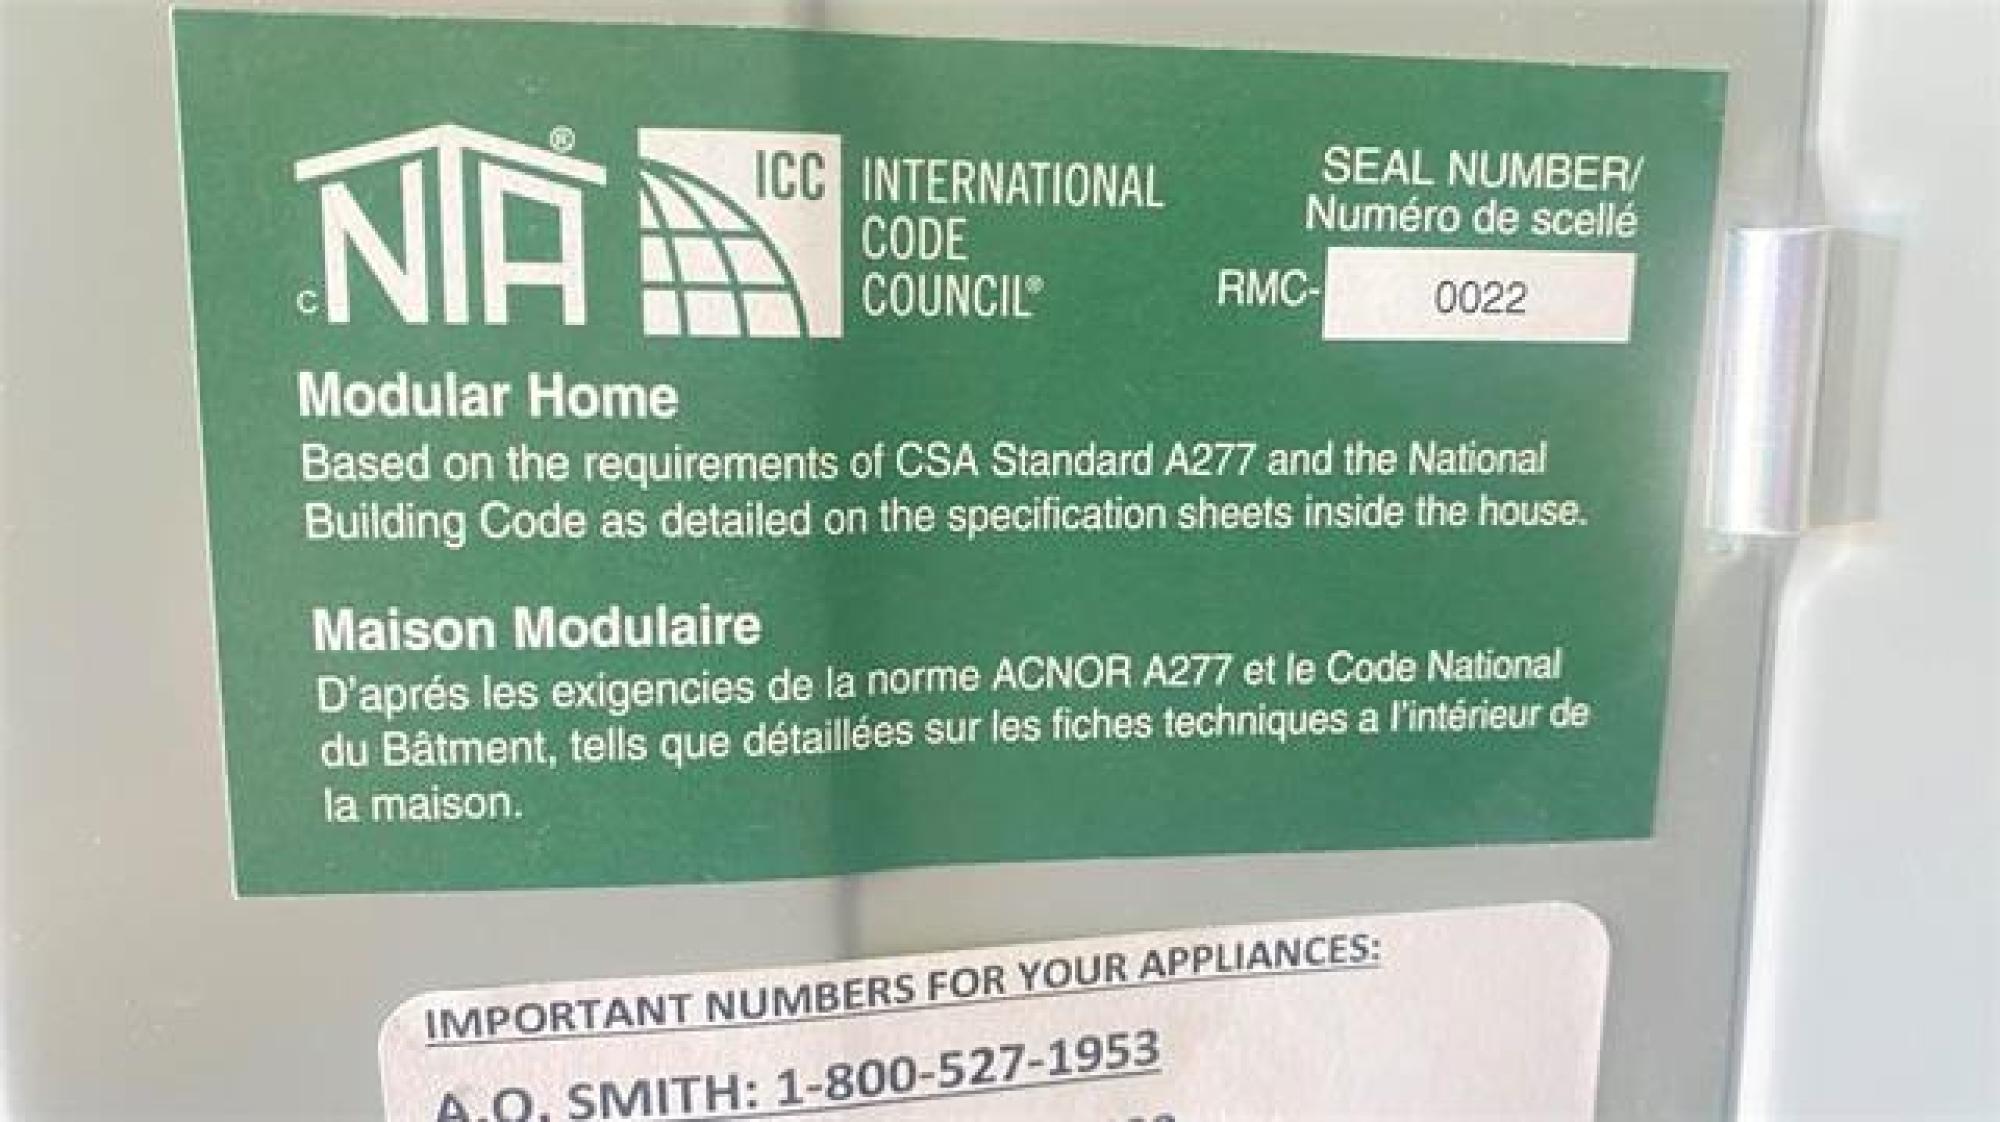 c NTA®
ICC INTERNATIONAL
CODE
COUNCIL®
SEAL NUMBER/
Numéro de scellé
RMC- 0022
Modular Home
Based on the requirements of CSA Standard A277 and the National
Building Code as detailed on the specification sheets inside the house.
Maison Modulaire
D'aprés les exigencies de la norme ACNOR A277 et le Code National
du Bâtment, tells que détaillées sur les fiches techniques a l'intérieur de
la maison.
IMPORTANT NUMBERS FOR YOUR APPLIANCES:
A.O. SMITH: 1-800-527-1953